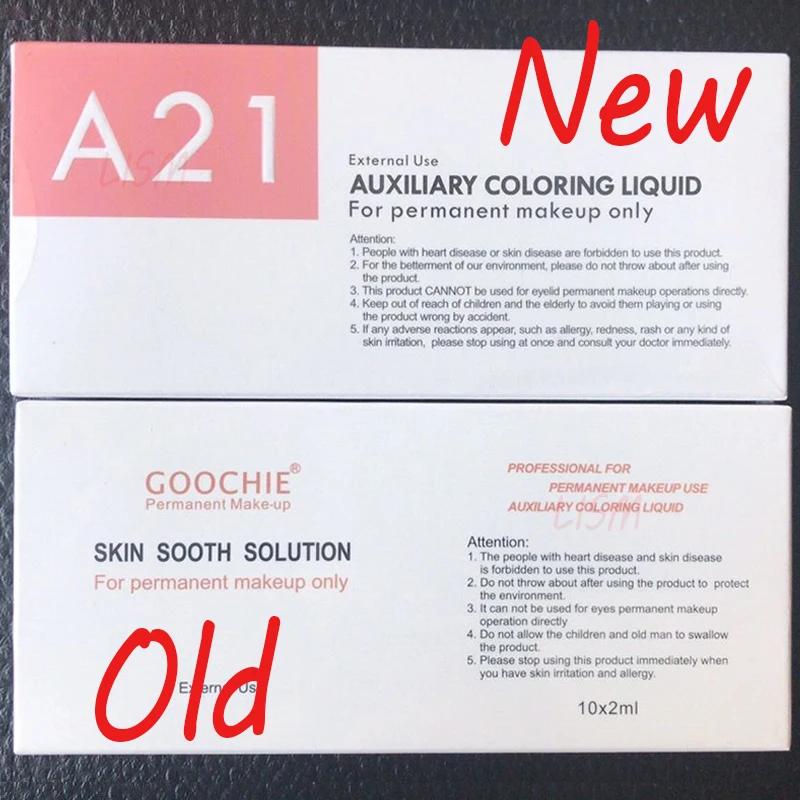 New
A21
LISM
External Use
AUXILIARY COLORING LIQUID
For permanent makeup only
Attention:
1. People with heart disease or skin disease are forbidden to use this product.
2. For the betterment of our environment, please do not throw about after using
the product.
3. This product CANNOT be used for eyelid permanent makeup operations directly.
4. Keep out of reach of children and the elderly to avoid them playing or using
the product wrong by accident.
5. If any adverse reactions appear, such as allergy, redness, rash or any kind of
skin irritation, please stop using at once and consult your doctor immediately.
GOOCHIE®
Permanent Make-up
SKIN SOOTH SOLUTION
For permanent makeup only
Old
PROFESSIONAL FOR
PERMANENT MAKEUP USE
AUXILIARY COLORING LIQUID
LISM
Attention:
1. The people with heart disease and skin disease
is forbidden to use this product.
2. Do not throw about after using the product to protect
the environment.
3. It can not be used for eyes permanent makeup
operation directly
4. Do not allow the children and old man to swallow
the product.
5. Please stop using this product immediately when
you have skin irritation and allergy.
10x2ml